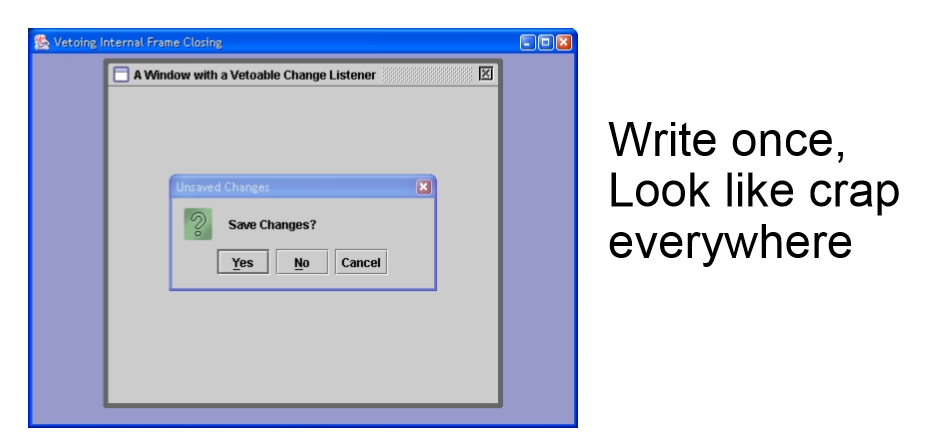 Vetoing Internal Frame Closing
A Window with a Vetoable Change Listener
Unsaved Changes
Save Changes?
Yes No Cancel
Write once,
Look like crap
everywhere